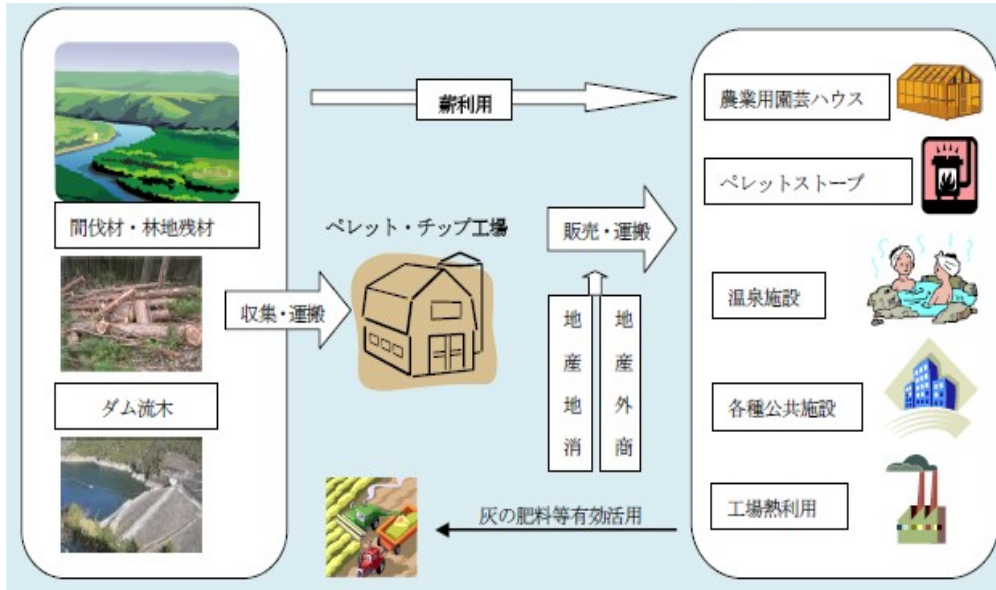 薪利用
農業用園芸ハウス
ペレットストーブ
間伐材・林地残材
ペレット・チップ工場
販売・運搬
収集・運搬
温泉施設
地産地消
地産外商
ダム流木
各種公共施設
灰の肥料等有効活用
工場熱利用